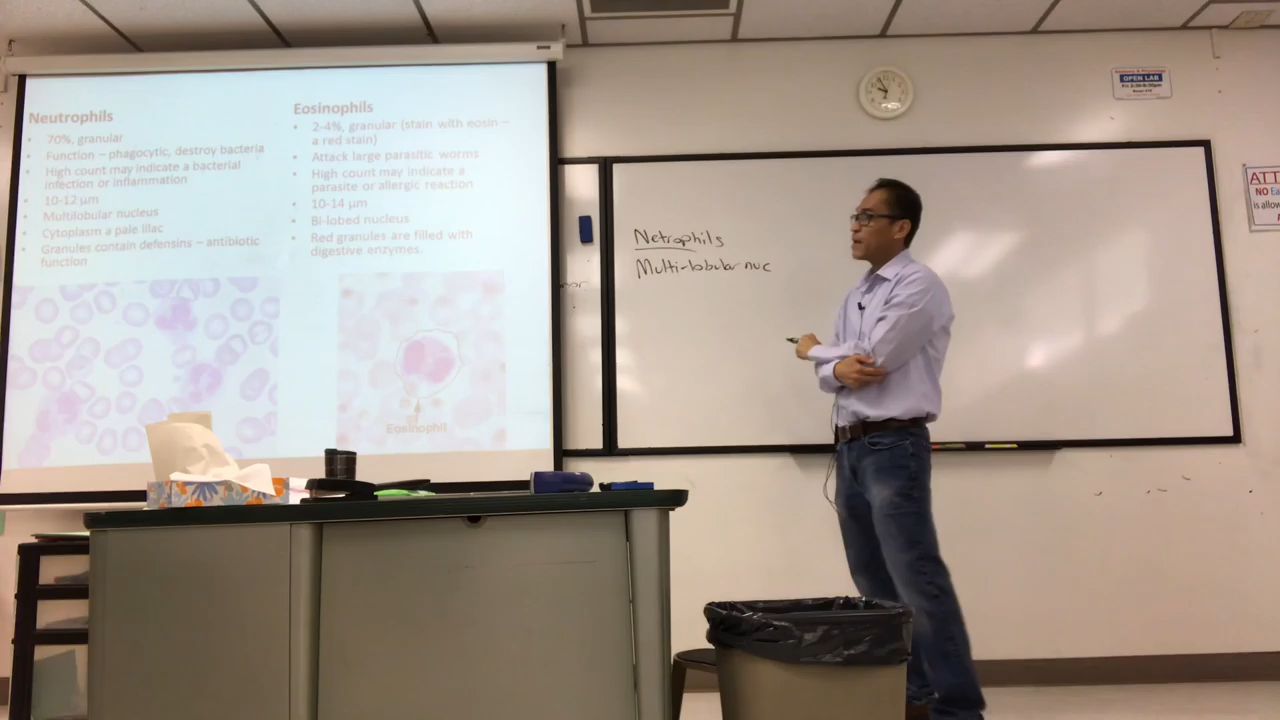 Neutrophils
• 70%, granular
• Function – phagocytic, destroy bacteria
• High count may indicate a bacterial
infection or inflammation
• 10-12 µm
• Multilobular nucleus
• Cytoplasm a pale lilac
• Granules contain defensins – antibiotic
function
Eosinophils
• 2-4%, granular (stain with eosin –
a red stain)
• Attack large parasitic worms
• High count may indicate a
parasite or allergic reaction
• 10-14 µm
• Bi-lobed nucleus
• Red granules are filled with
digestive enzymes.
Eosinophil
Netrophils
Multi-lobular nuc
OPEN LAB
ATT
NO Ea
is allow